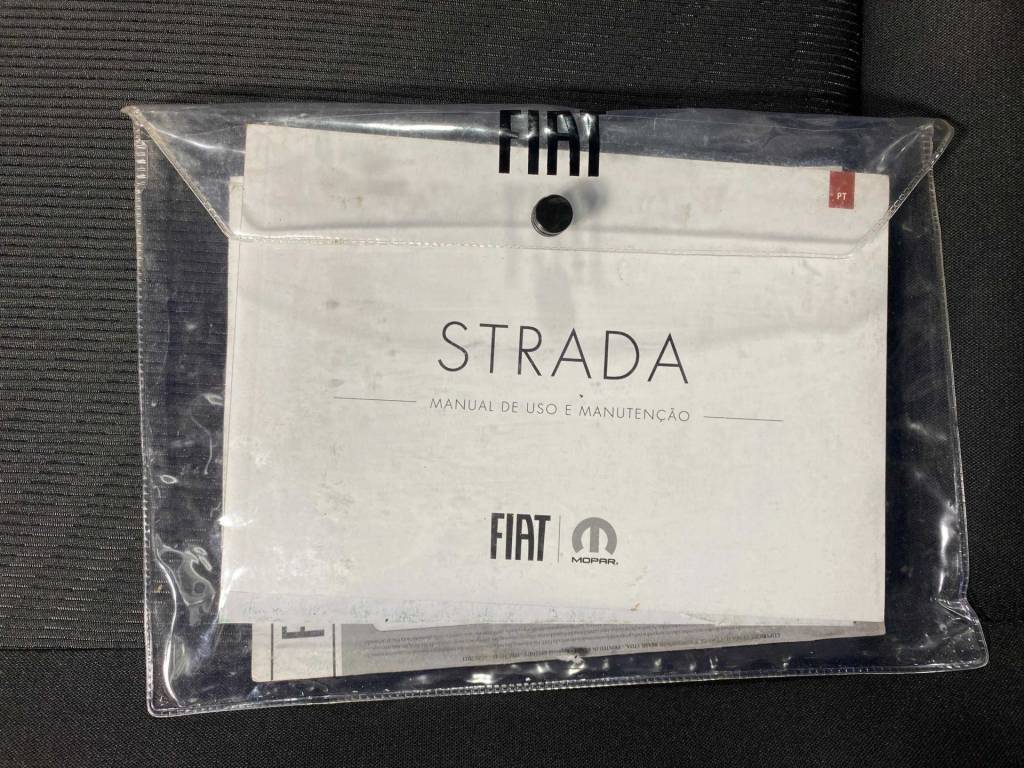 FIAT
PT
STRADA
MANUAL DE USO E MANUTENÇÃO
FIAT
MOPAR®